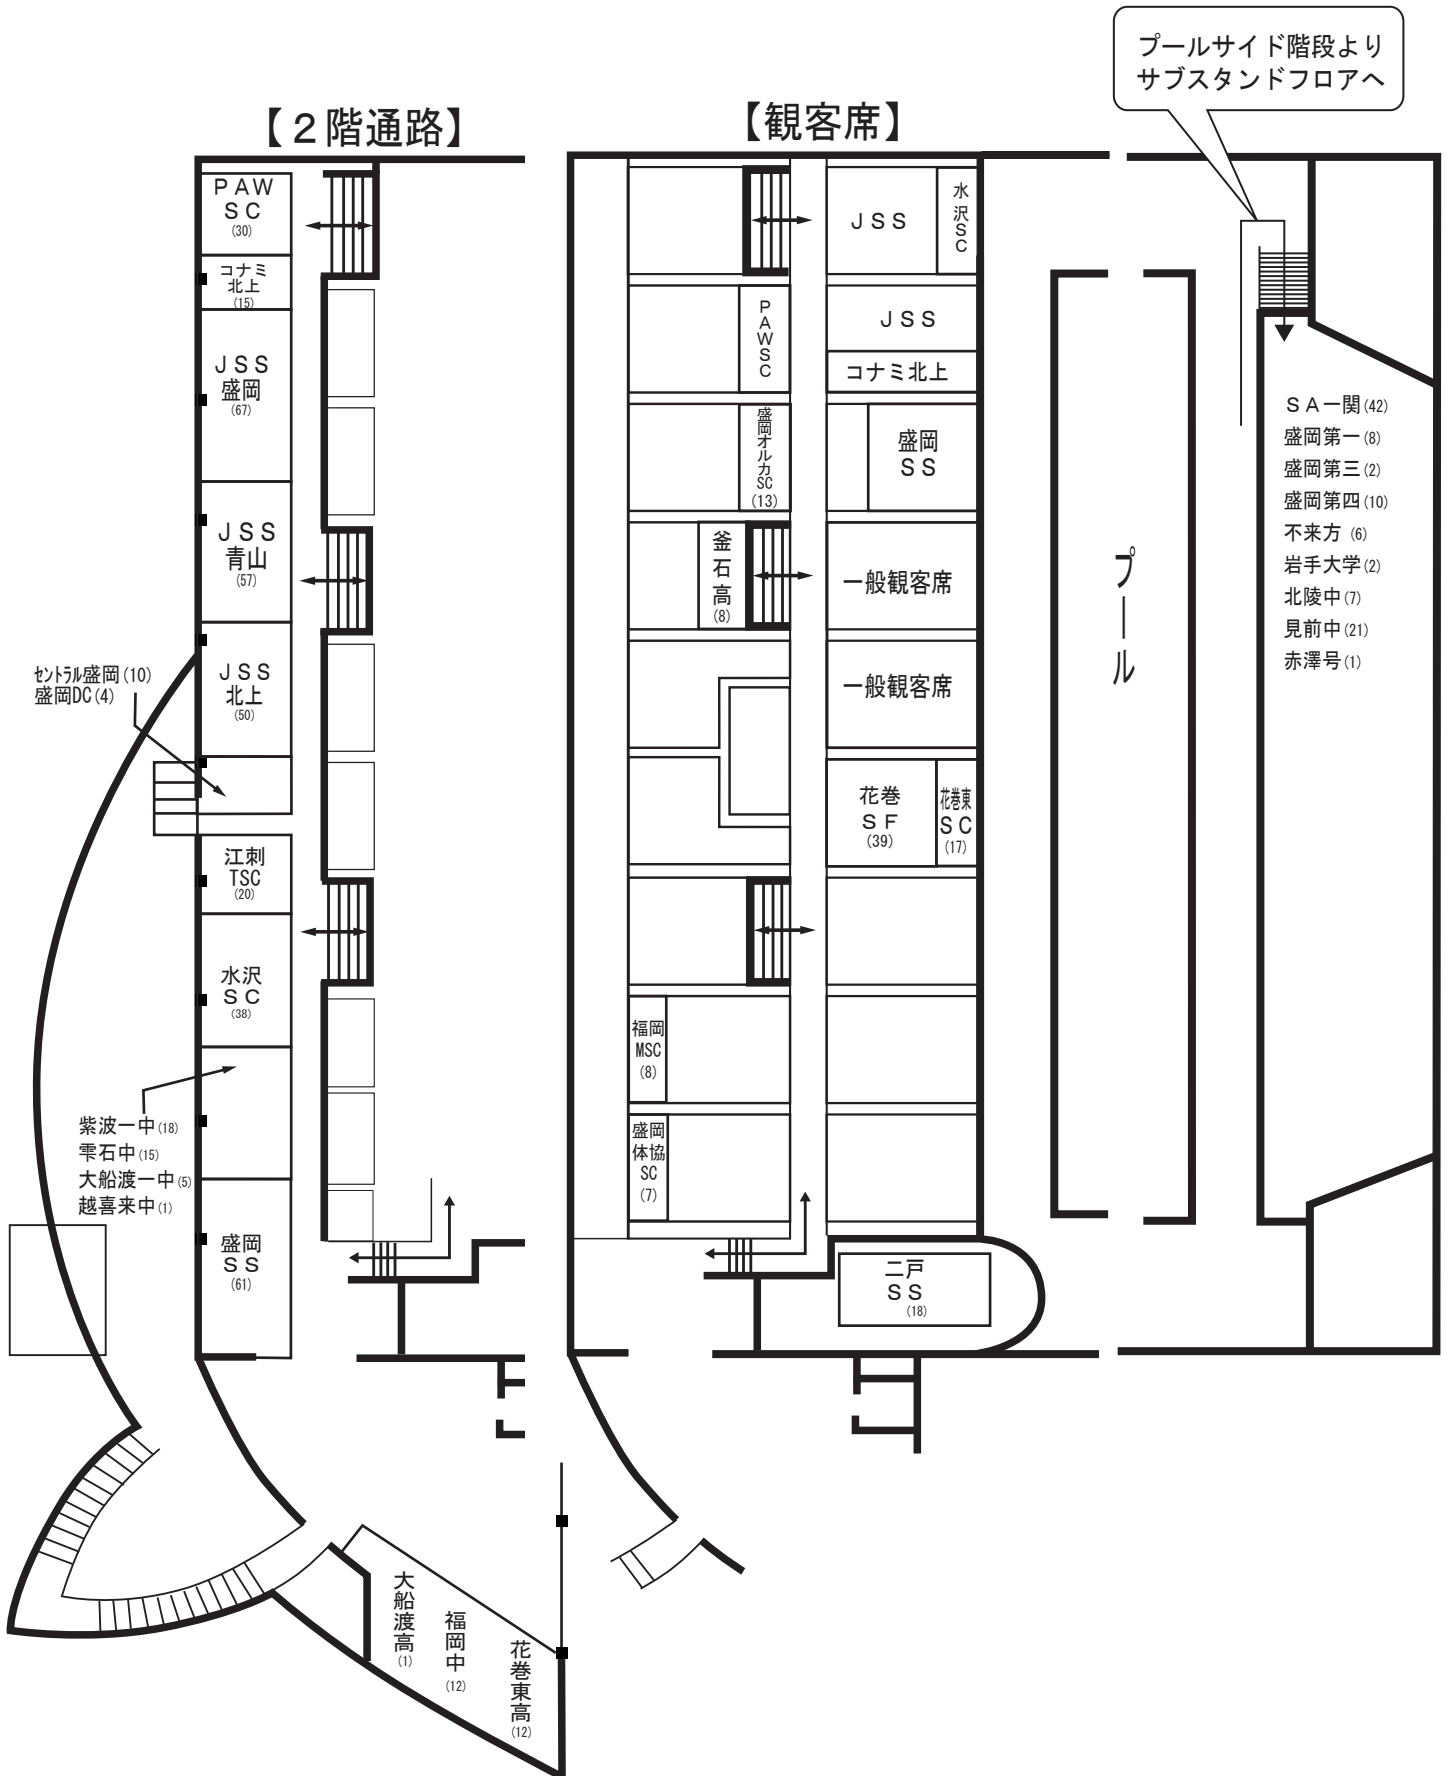 プールサイド階段より
サブスタンドフロアへ
【２階通路】
【観客席】
ＰＡＷ
ＳＣ
(30)
コナミ
北上
(15)
ＪＳＳ
盛岡
(67)
ＪＳＳ
青山
(57)
ＪＳＳ
北上
(50)
セントラル盛岡(10)
盛岡DC(4)
江刺
TSC
(20)
水沢
ＳＣ
(38)
紫波一中(18)
雫石中(15)
大船渡一中(5)
越喜来中(1)
盛岡
ＳＳ
(61)
大船渡高
(1)
福岡中
(12)
花巻東高
(12)
ＪＳＳ
水沢SC
PAWSC
ＪＳＳ
コナミ北上
盛岡オルカSC
(13)
盛岡
ＳＳ
釜石高
(8)
一般観客席
一般観客席
花巻
ＳＦ
(39)
花巻東
ＳＣ
(17)
福岡
MSC
(8)
盛岡
体協
SC
(7)
二戸
ＳＳ
(18)
プール
ＳＡ一関(42)
盛岡第一(8)
盛岡第三(2)
盛岡第四(10)
不来方(6)
岩手大学(2)
北陵中(7)
見前中(21)
赤澤号(1)